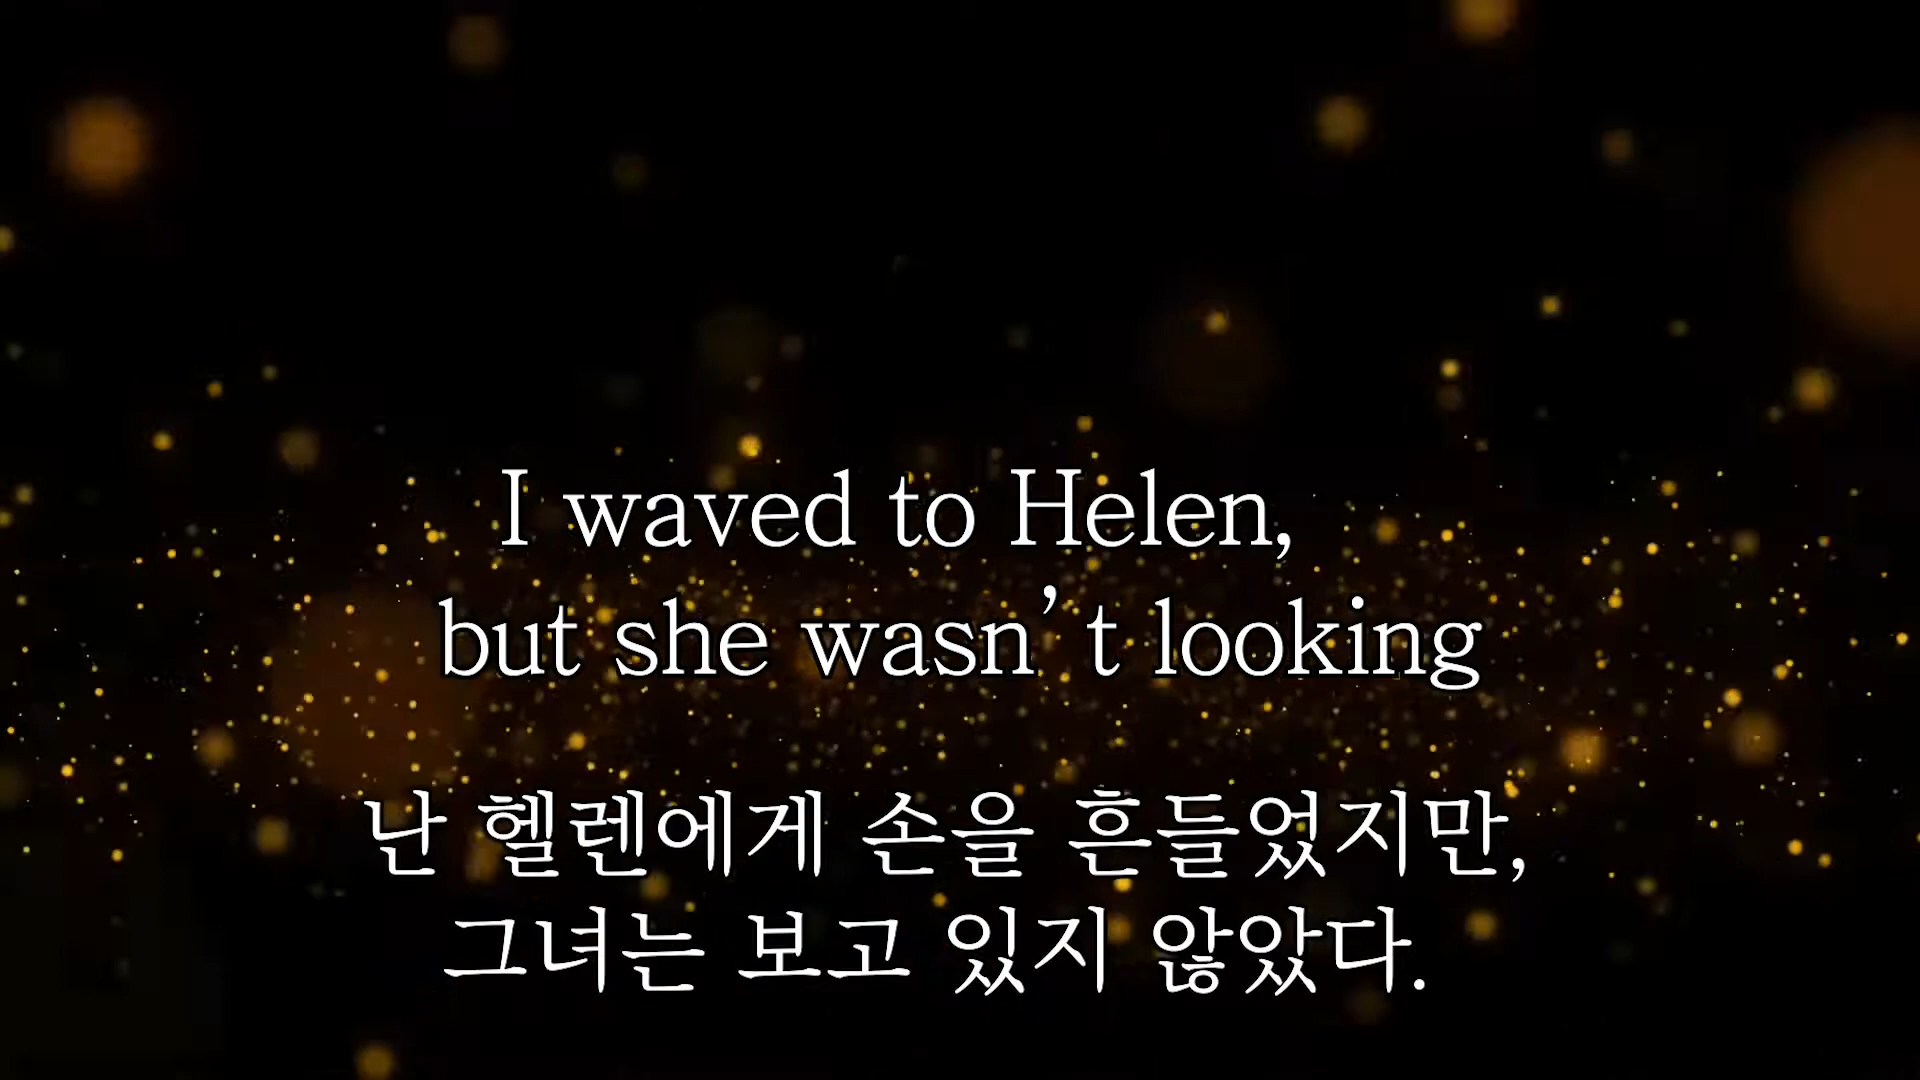 I waved to Helen,
but she wasn’t looking
난 헬렌에게 손을 흔들었지만,
그녀는 보고 있지 않았다.